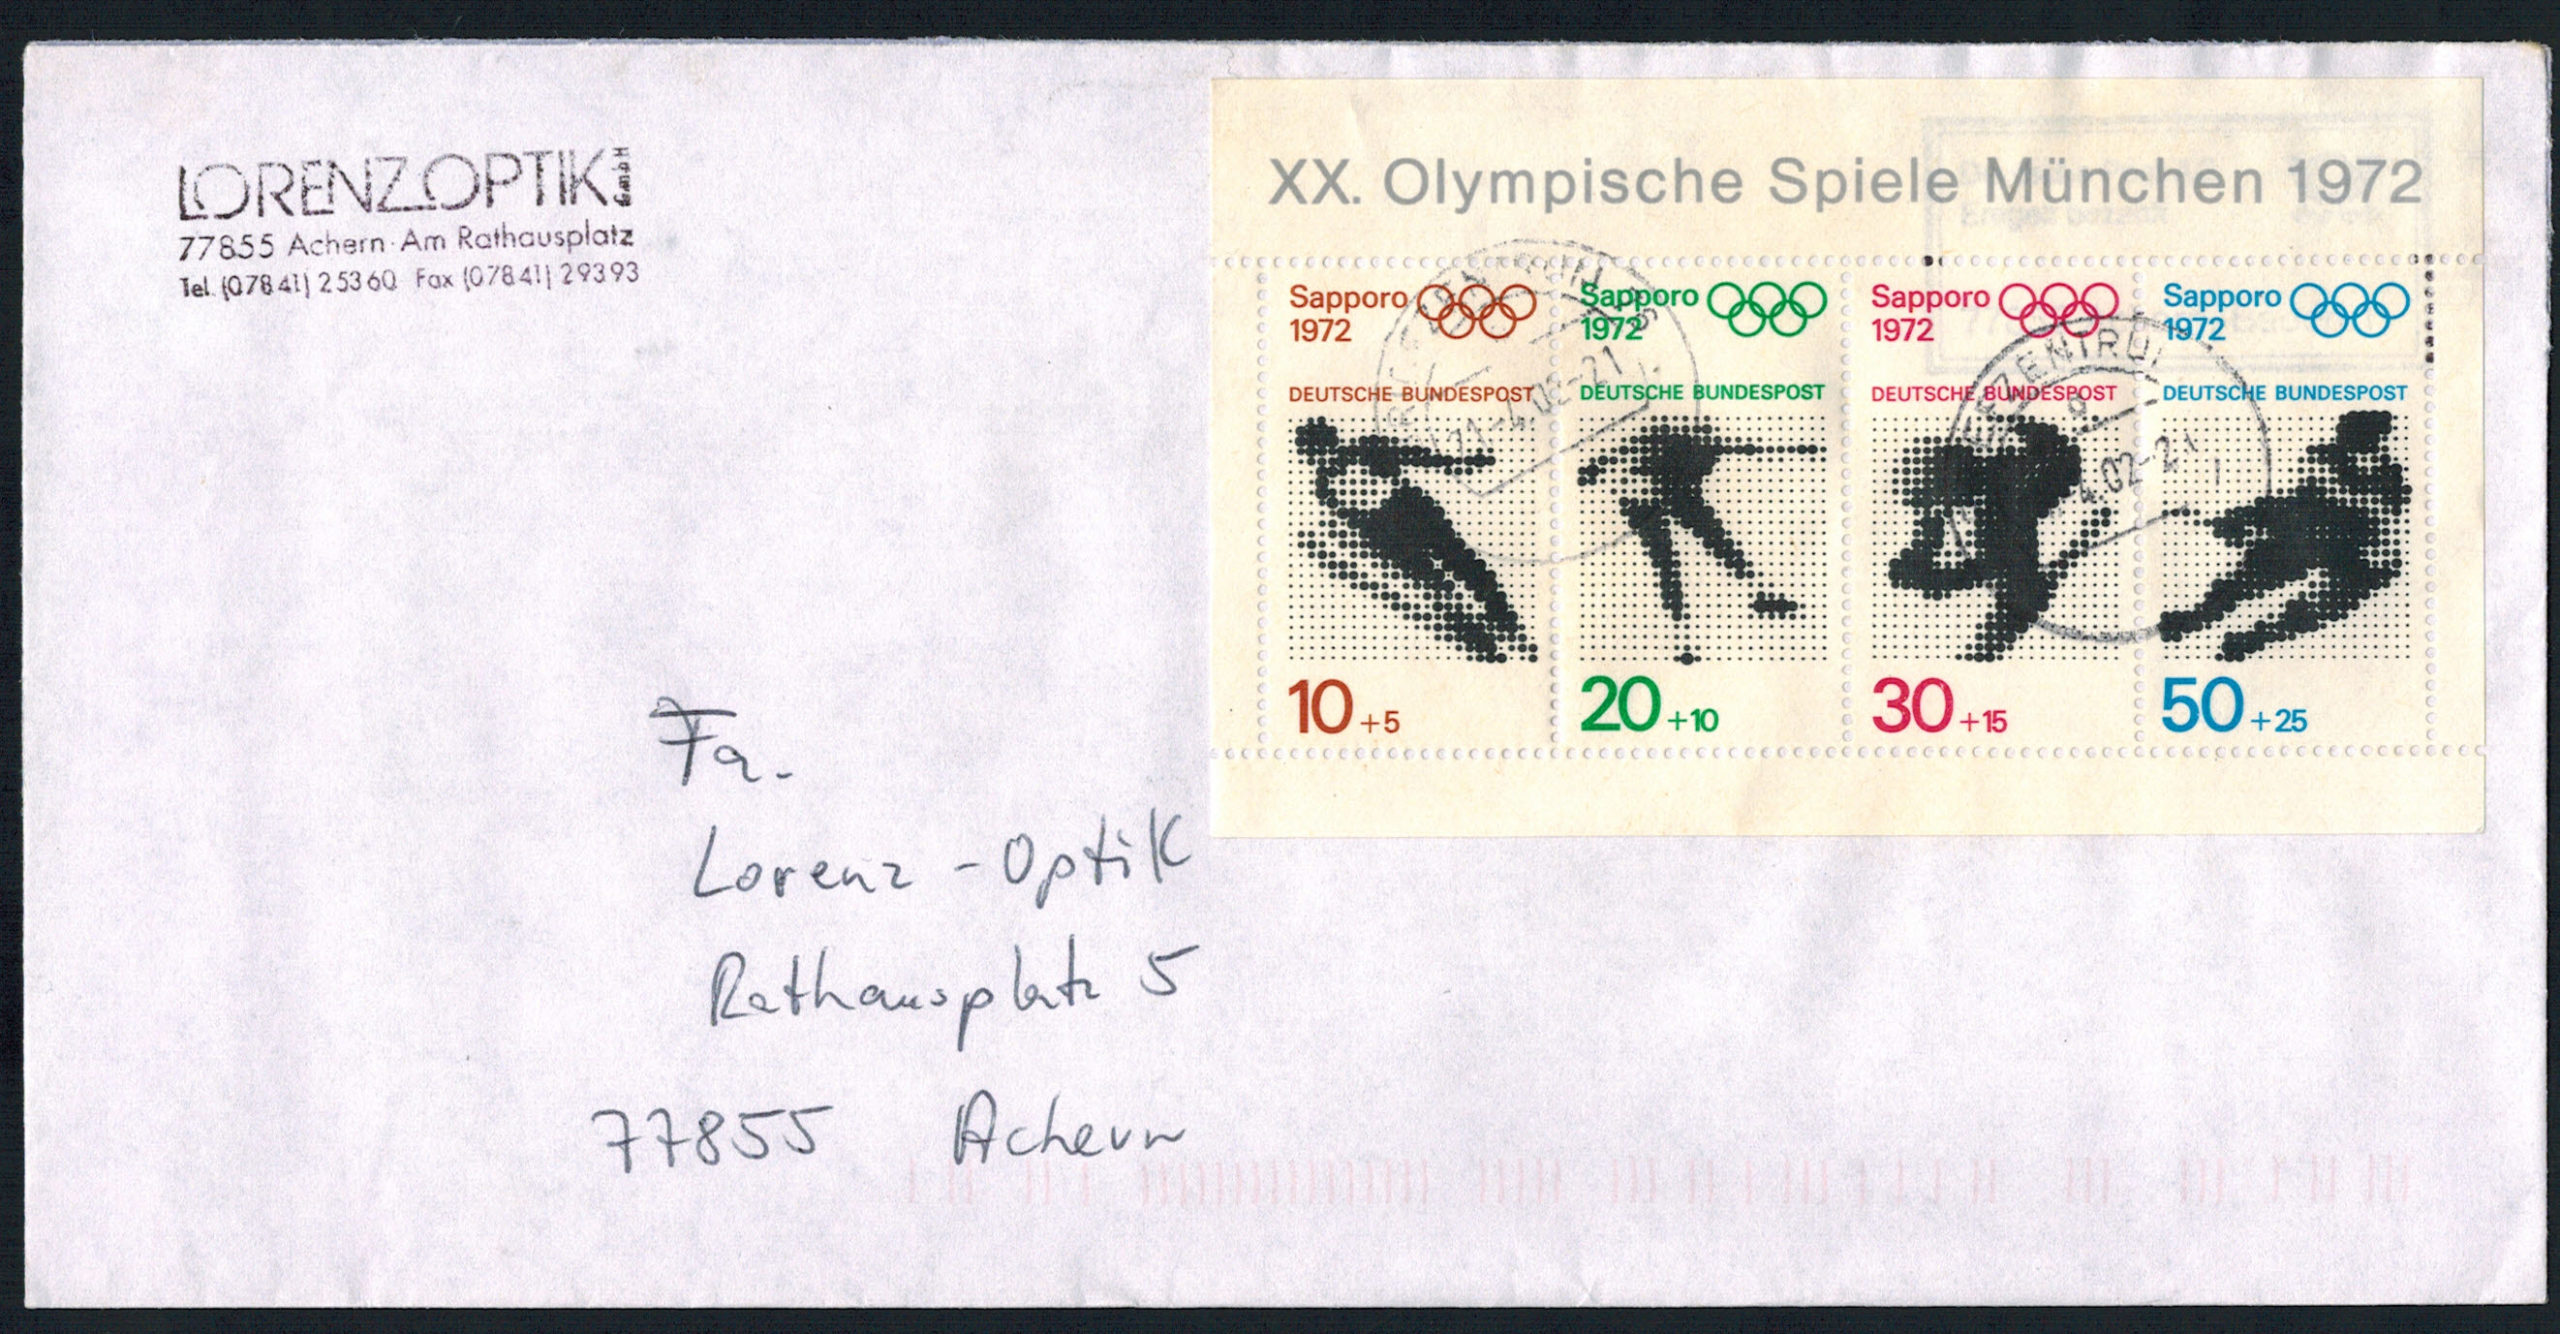 LORENZ OPTIK GmbH
77855 Achern · Am Rathausplatz
Tel. (07841) 25360 Fax (07841) 29393
XX. Olympische Spiele München 1972
Sapporo 1972
DEUTSCHE BUNDESPOST
10 +5
Sapporo 1972
DEUTSCHE BUNDESPOST
20 +10
Sapporo 1972
DEUTSCHE BUNDESPOST
30 +15
Sapporo 1972
DEUTSCHE BUNDESPOST
50 +25
Fa.
Lorenz - Optik
Rathausplatz 5
77855 Achern